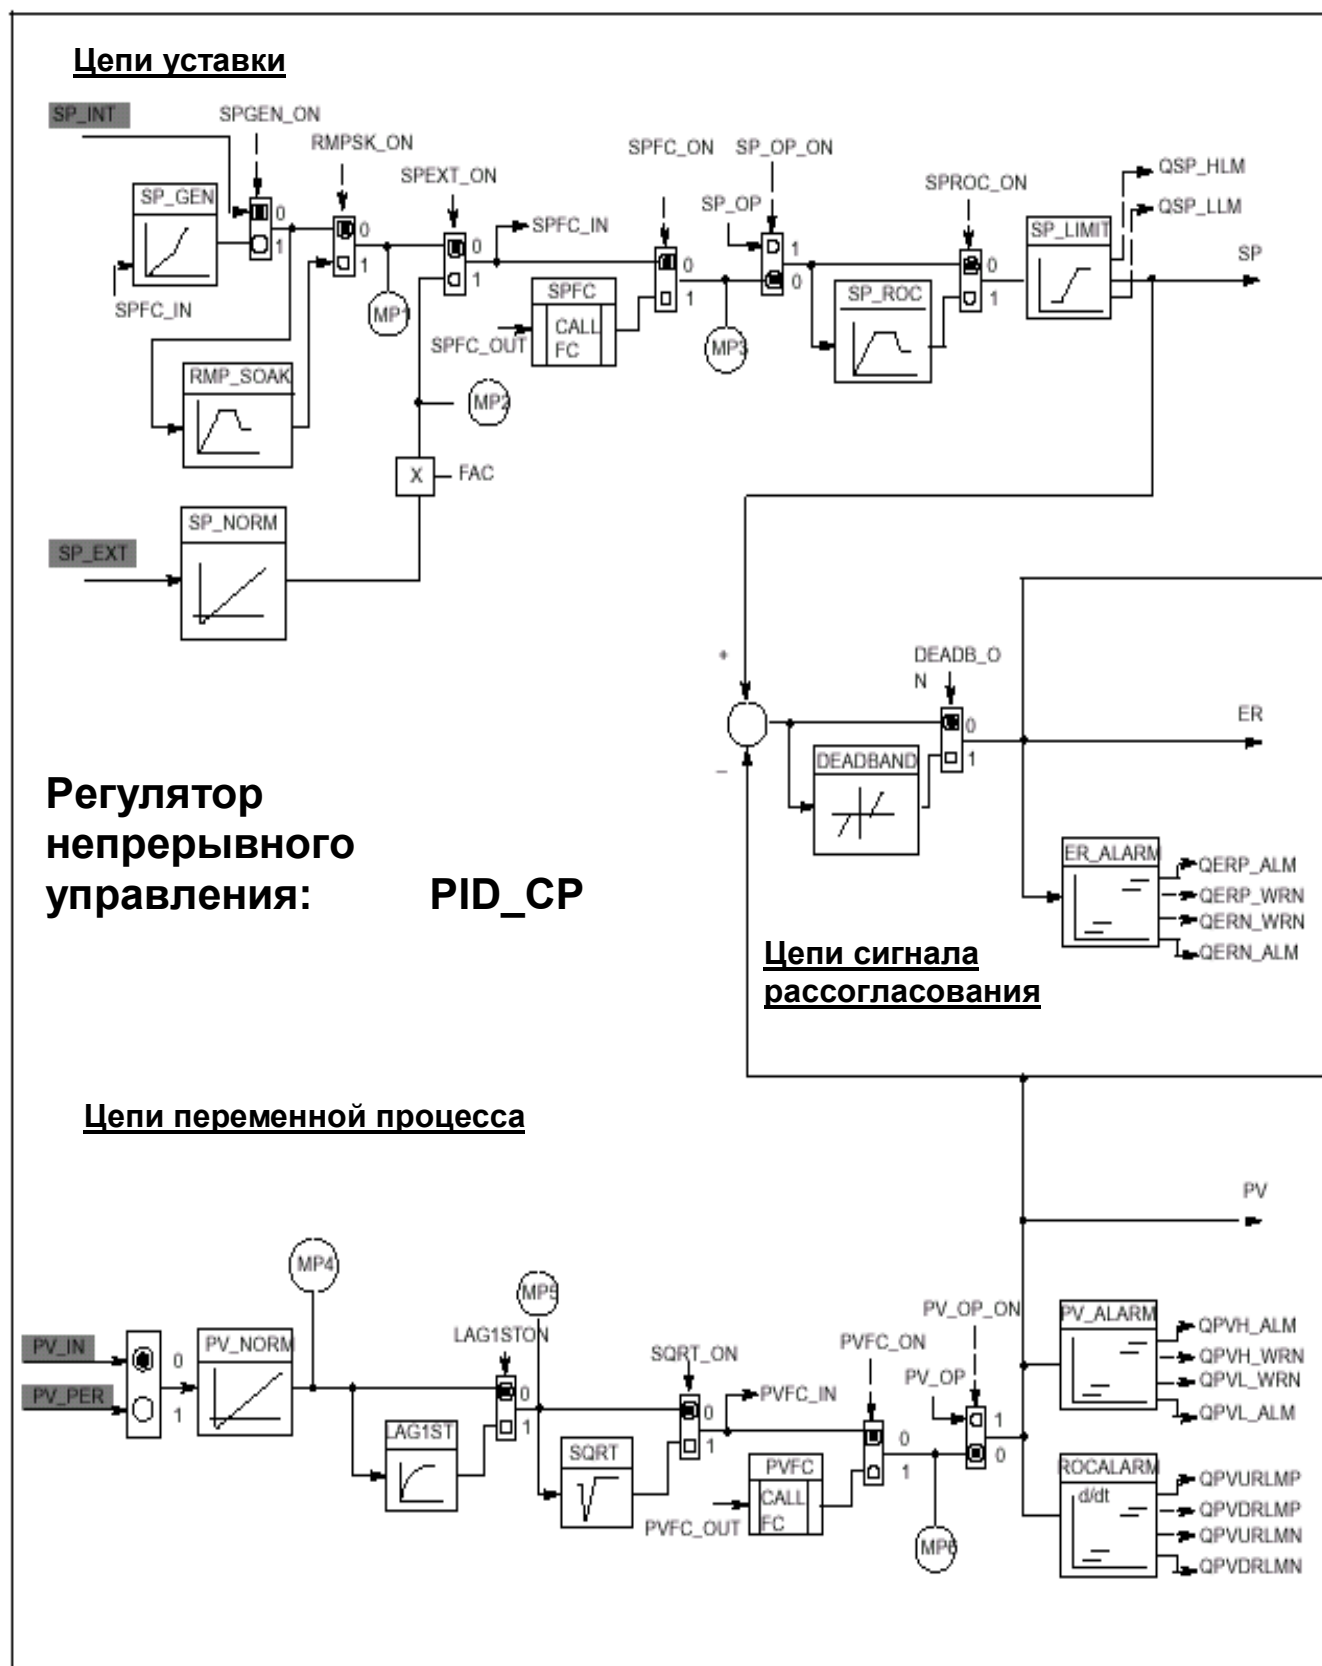 Цепи уставки
SP_INT
SPGEN_ON
RMPSK_ON
SPEXT_ON
SPFC_ON
SP_OP_ON
SPROC_ON
QSP_HLM
QSP_LLM
SP_GEN
0
1
0
1
0
1
SPFC_IN
0
1
SP_OP
1
0
0
1
SP_LIMIT
SP
SPFC_IN
MP1
SPFC
CALL
FC
SPFC_OUT
MP3
SP_ROC
RMP_SOAK
MP2
X
FAC
SP_NORM
SP_EXT
+
−
DEADB_O
N
0
1
ER
DEADBAND
Регулятор
непрерывного
управления: PID_CP
ER_ALARM
QERP_ALM
QERP_WRN
QERN_WRN
QERN_ALM
Цепи сигнала
рассогласования
Цепи переменной процесса
PV
MP4
MP5
PV_IN
PV_PER
0
1
PV_NORM
LAG1STON
0
1
LAG1ST
SQRT_ON
0
1
SQRT
PVFC_IN
PVFC_ON
0
1
PVFC
CALL
FC
PVFC_OUT
PV_OP_ON
PV_OP
1
0
MP6
PV_ALARM
QPVH_ALM
QPVH_WRN
QPVL_WRN
QPVL_ALM
ROCALARM
d/dt
QPVURLMP
QPVDRLMP
QPVURLMN
QPVDRLMN